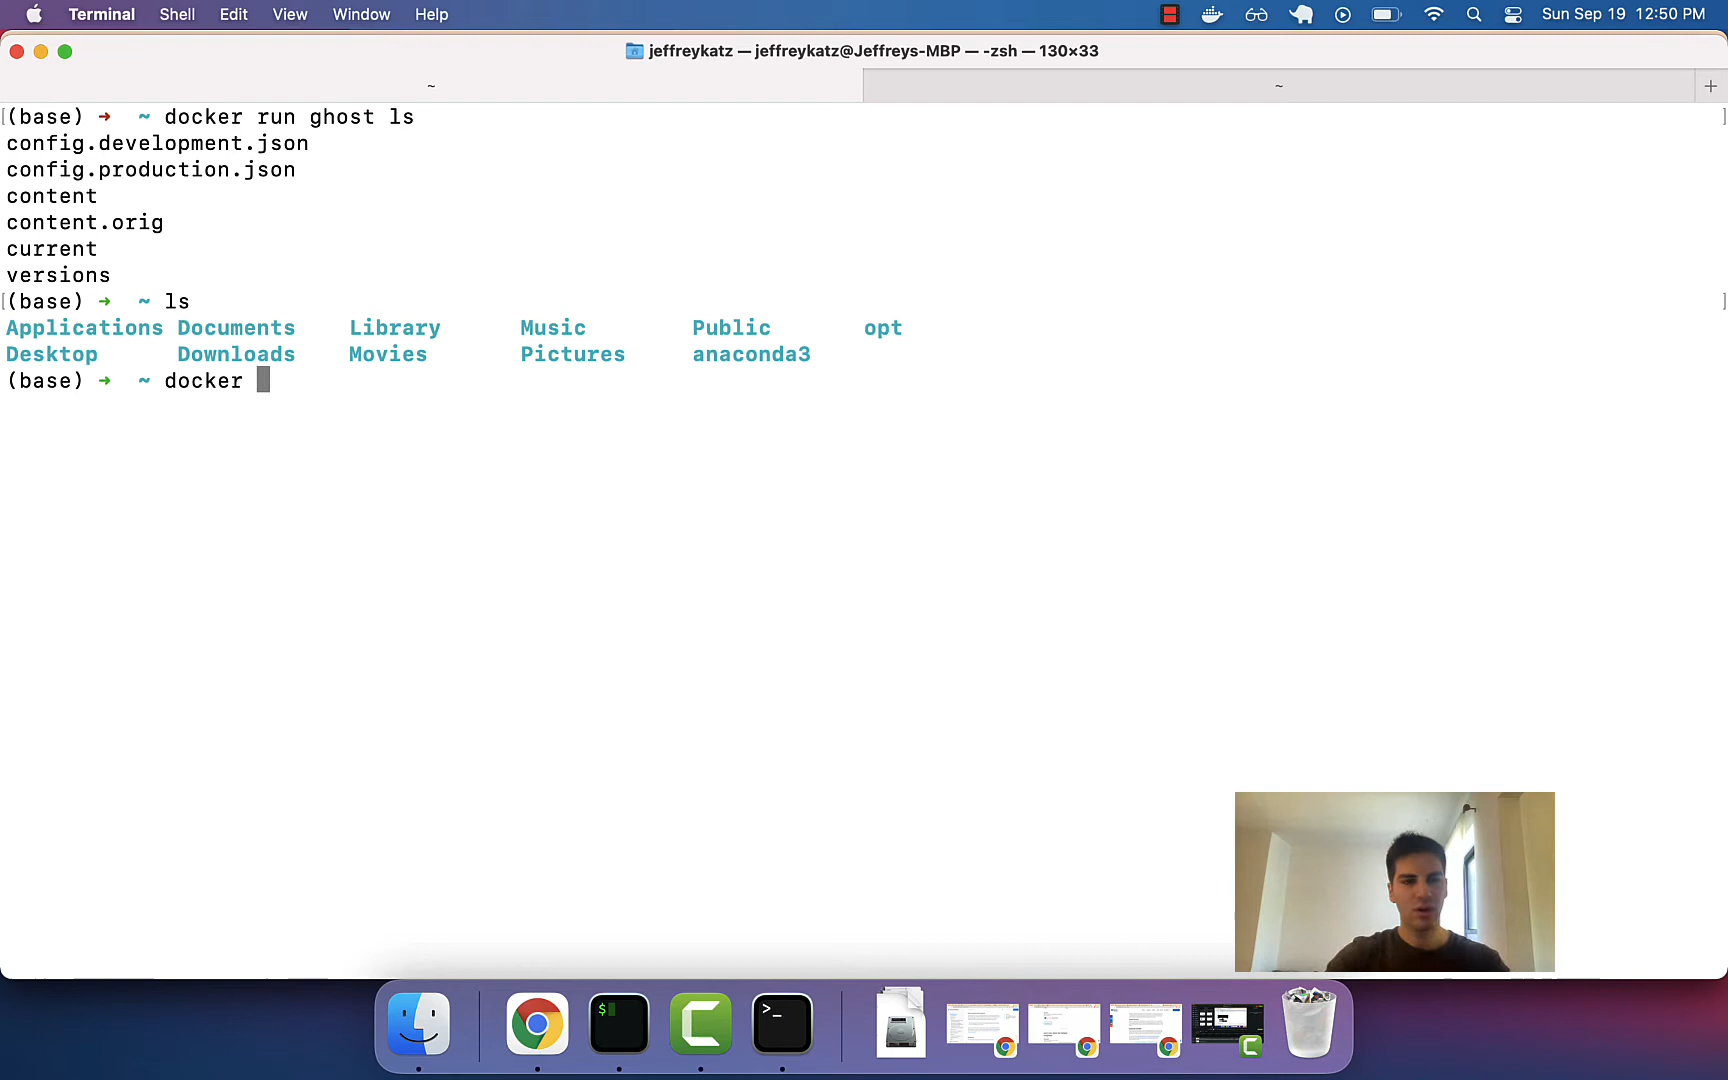 Terminal Shell Edit View Window Help Sun Sep 19 12:50 PM
jeffreykatz — jeffreykatz@Jeffreys-MBP — -zsh — 130×33
~ ~ +
(base) → ~ docker run ghost ls
config.development.json
config.production.json
content
content.orig
current
versions
(base) → ~ ls
Applications Documents Library Music Public opt
Desktop Downloads Movies Pictures anaconda3
(base) → ~ docker